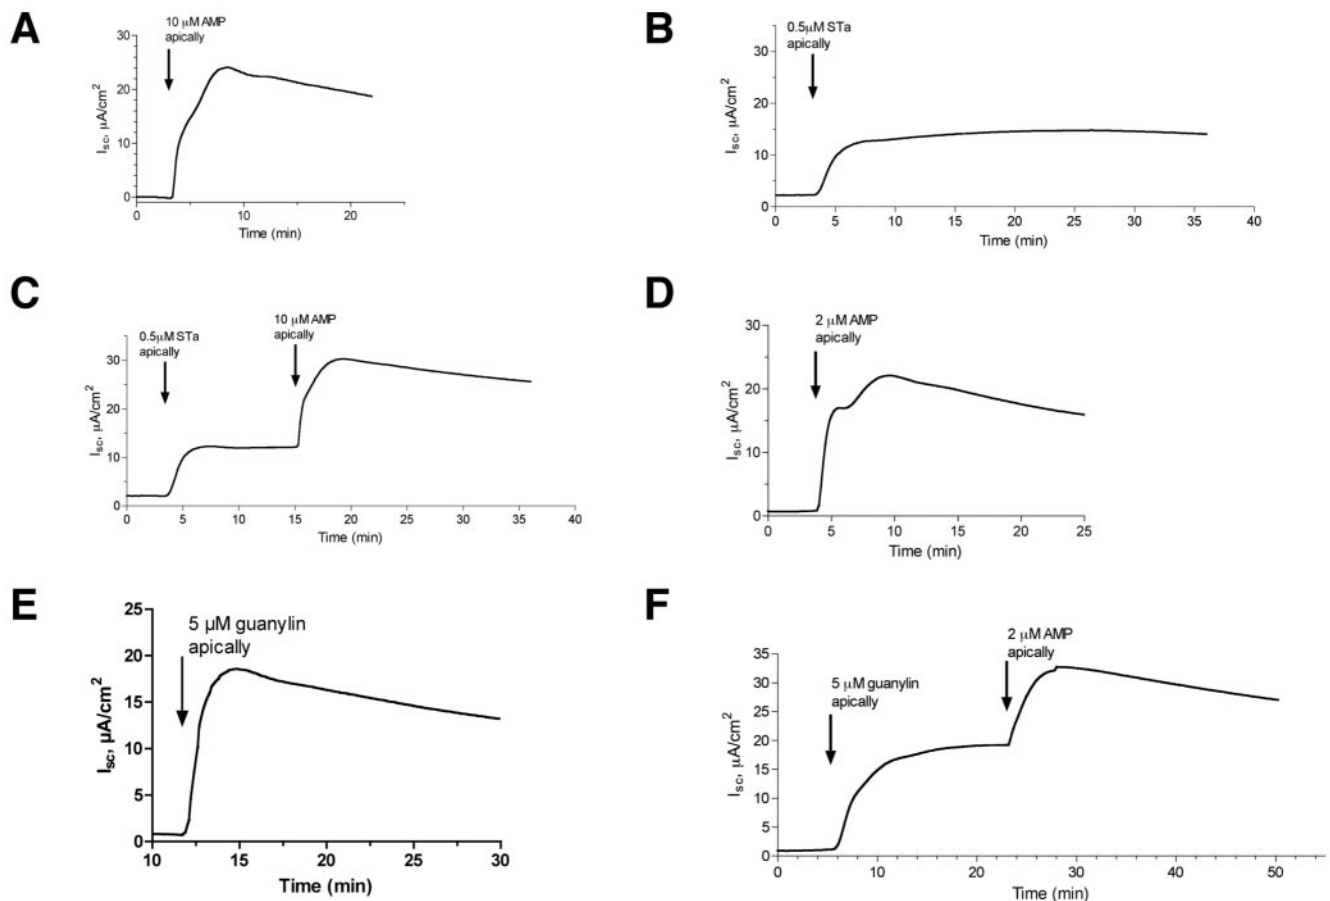 A
10 µM AMP
apically
30
20
10
0
Isc, µA/cm²
0 10 20
Time (min)
B
0.5µM STa
apically
30
20
10
0
Isc, µA/cm²
0 5 10 15 20 25 30 35 40
Time (min)
C
0.5µM STa
apically
10 µM AMP
apically
30
20
10
0
Isc, µA/cm²
0 5 10 15 20 25 30 35 40
Time (min)
D
2 µM AMP
apically
30
20
10
0
Isc, µA/cm²
0 5 10 15 20 25
Time (min)
E
5 µM guanylin
apically
25
20
15
10
5
0
Isc, µA/cm²
10 15 20 25 30
Time (min)
F
5 µM guanylin
apically
2 µM AMP
apically
35
30
25
20
15
10
5
0
Isc, µA/cm²
0 10 20 30 40 50
Time (min)